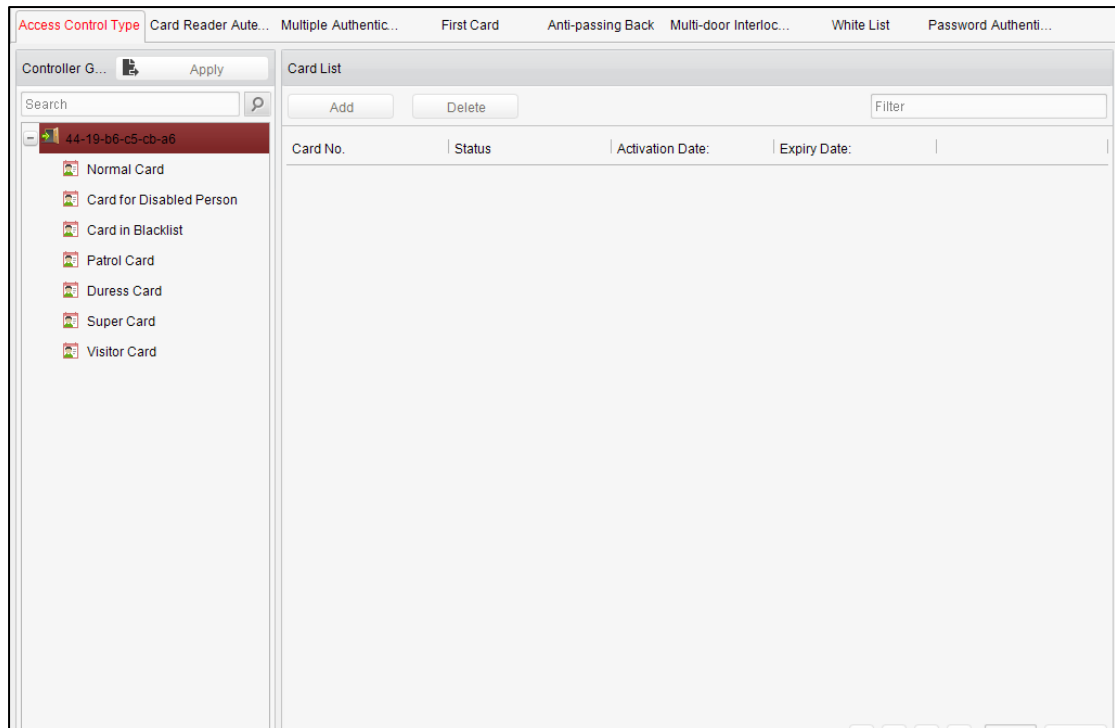 Access Control Type Card Reader Aute... Multiple Authentic... First Card Anti-passing Back Multi-door Interloc... White List Password Authenti...
Controller G... Apply
Search
44-19-b6-c5-cb-a6
Normal Card
Card for Disabled Person
Card in Blacklist
Patrol Card
Duress Card
Super Card
Visitor Card
Card List
Add Delete Filter
Card No. Status Activation Date: Expiry Date: